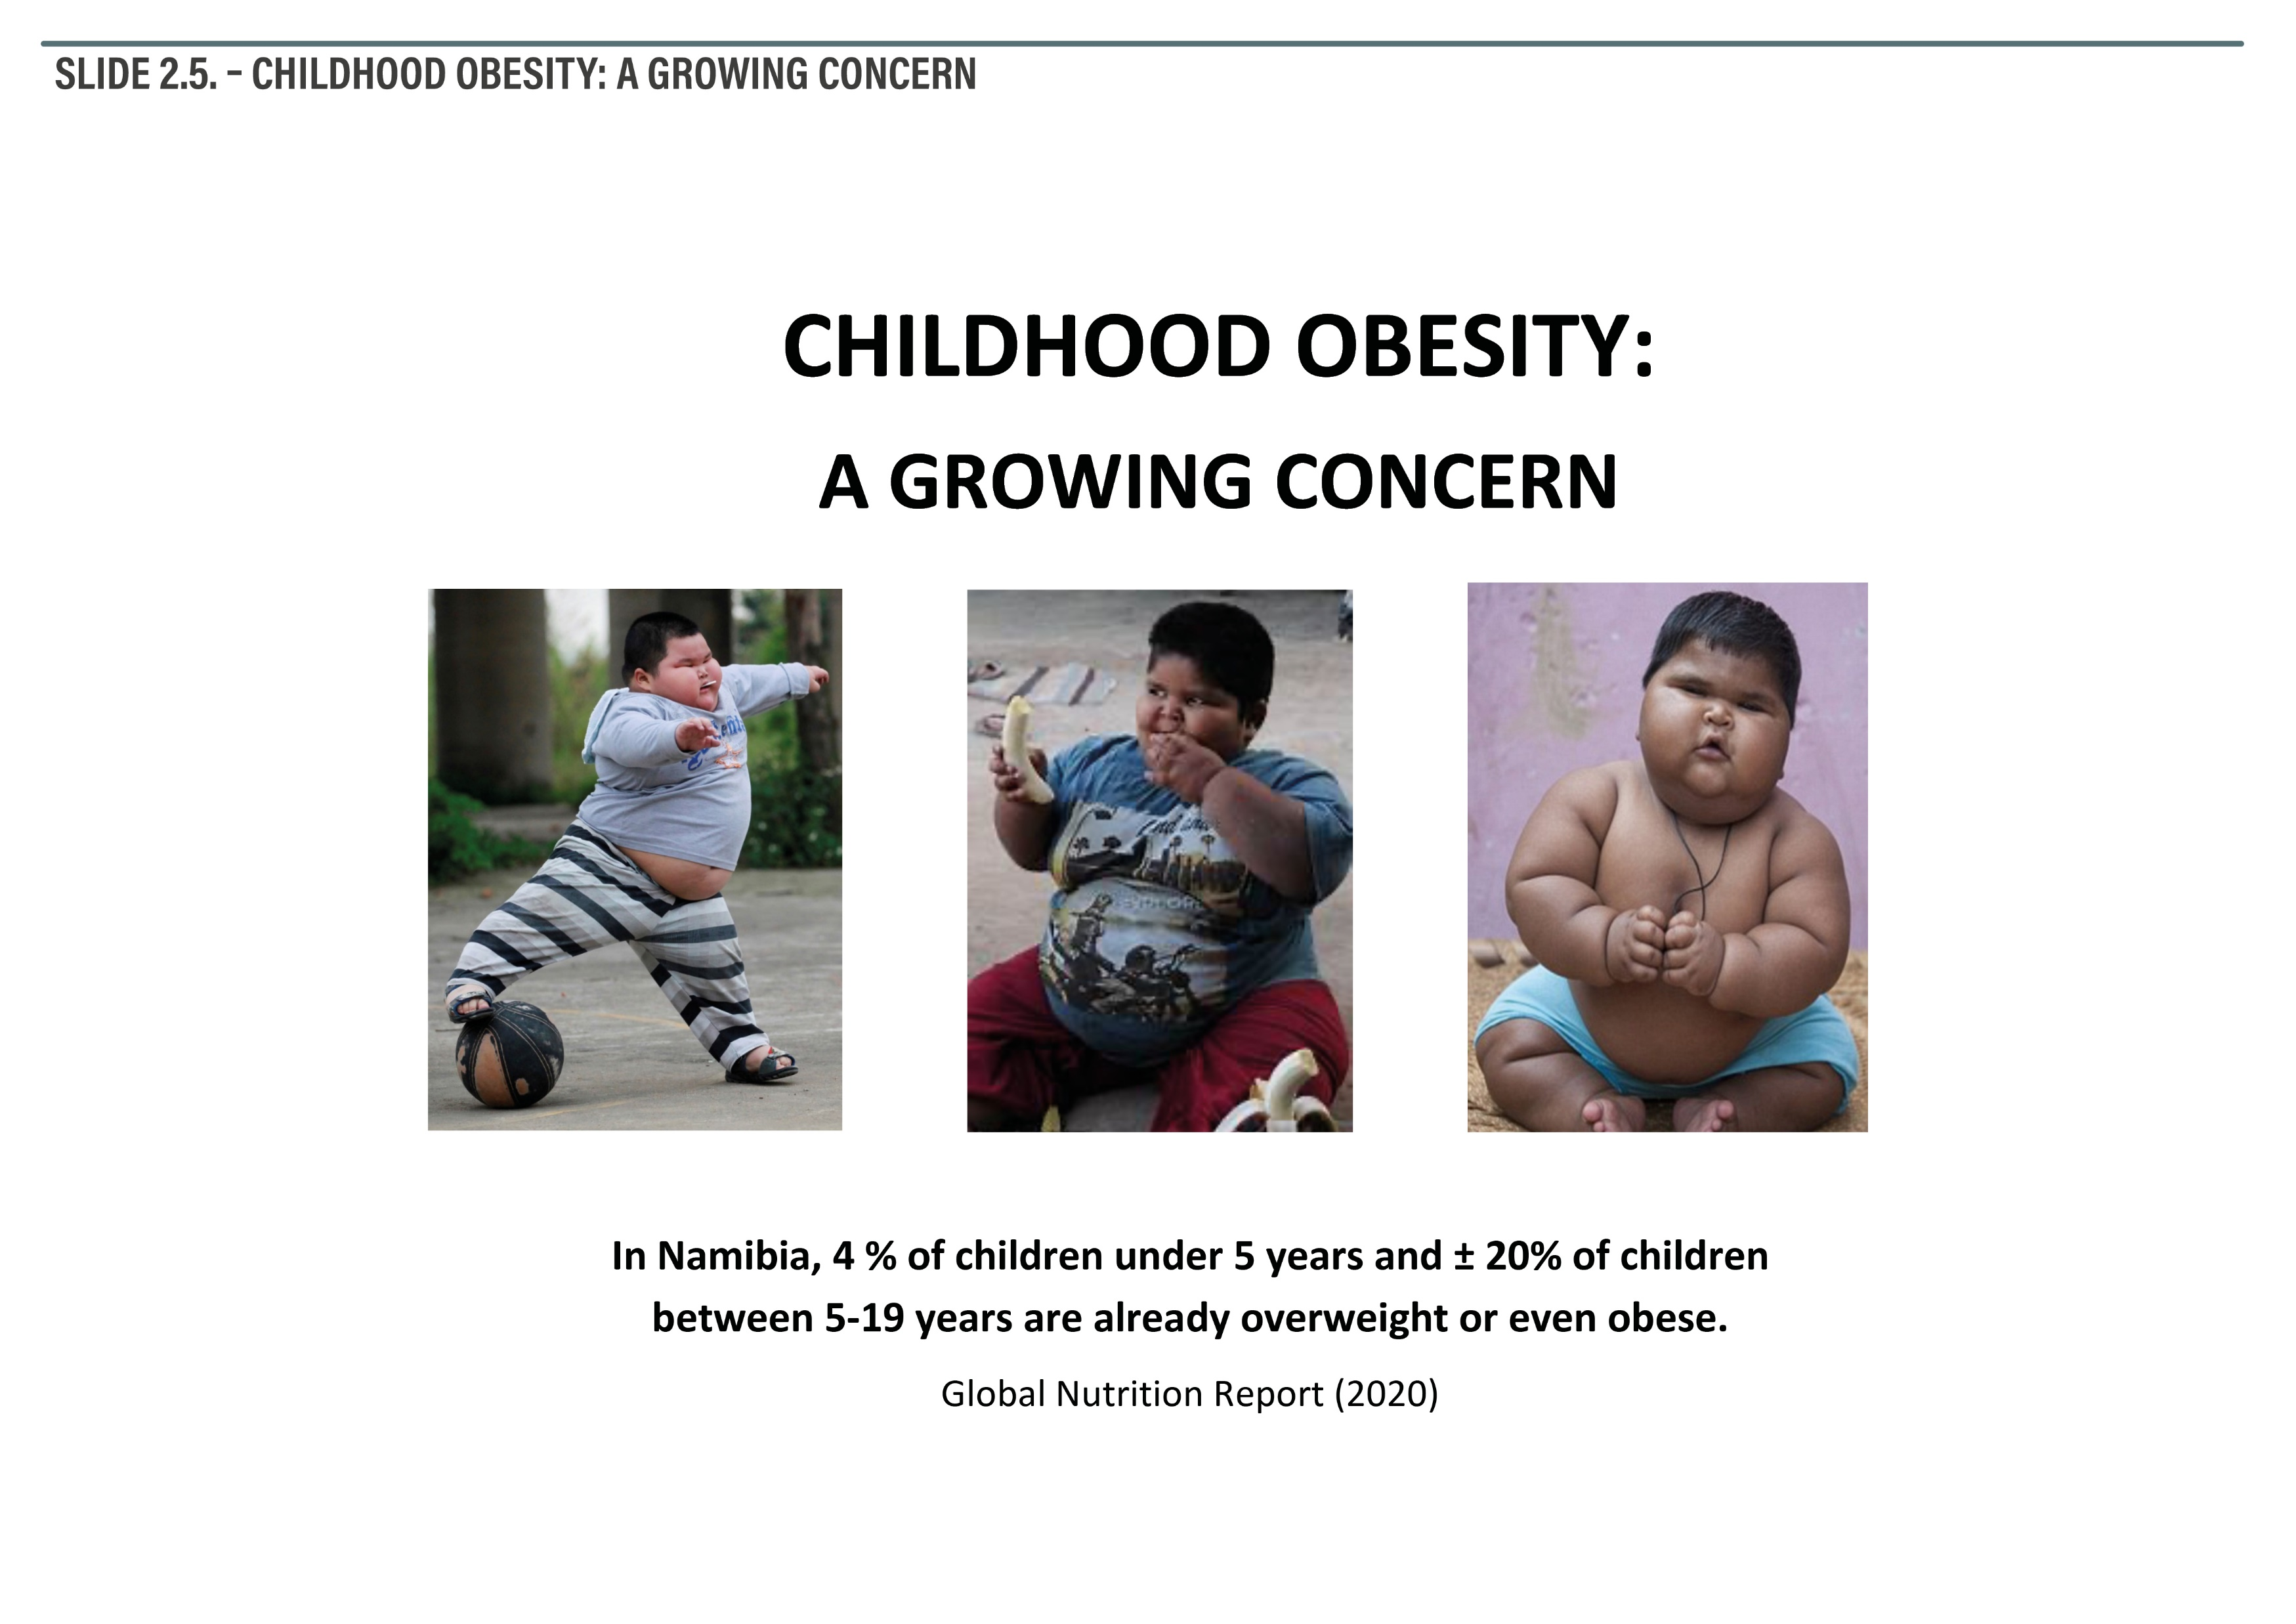 SLIDE 2.5. – CHILDHOOD OBESITY: A GROWING CONCERN
CHILDHOOD OBESITY:
A GROWING CONCERN
In Namibia, 4 % of children under 5 years and ± 20% of children
between 5-19 years are already overweight or even obese.
Global Nutrition Report (2020)